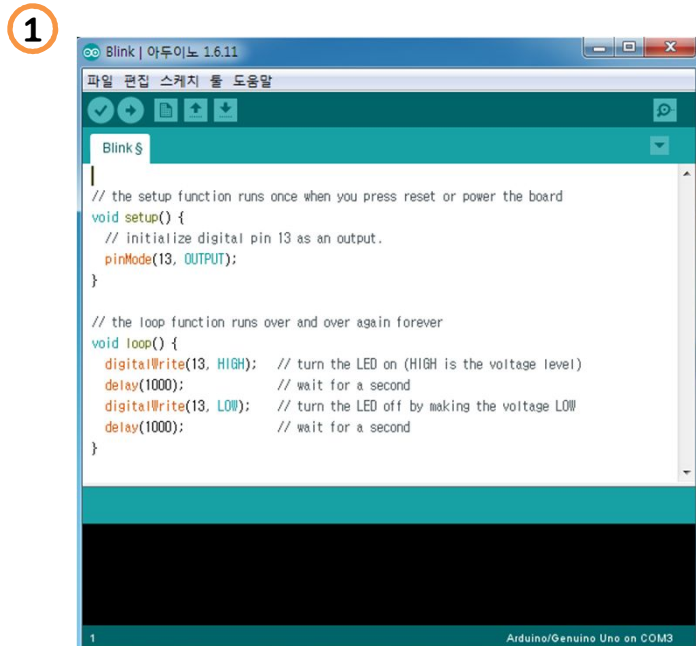 1
Blink | 아두이노 1.6.11
파일 편집 스케치 툴 도움말
Blink §
// the setup function runs once when you press reset or power the board
void setup() {
  // initialize digital pin 13 as an output.
  pinMode(13, OUTPUT);
}
// the loop function runs over and over again forever
void loop() {
  digitalWrite(13, HIGH);   // turn the LED on (HIGH is the voltage level)
  delay(1000);              // wait for a second
  digitalWrite(13, LOW);    // turn the LED off by making the voltage LOW
  delay(1000);              // wait for a second
}
1 Arduino/Genuino Uno on COM3